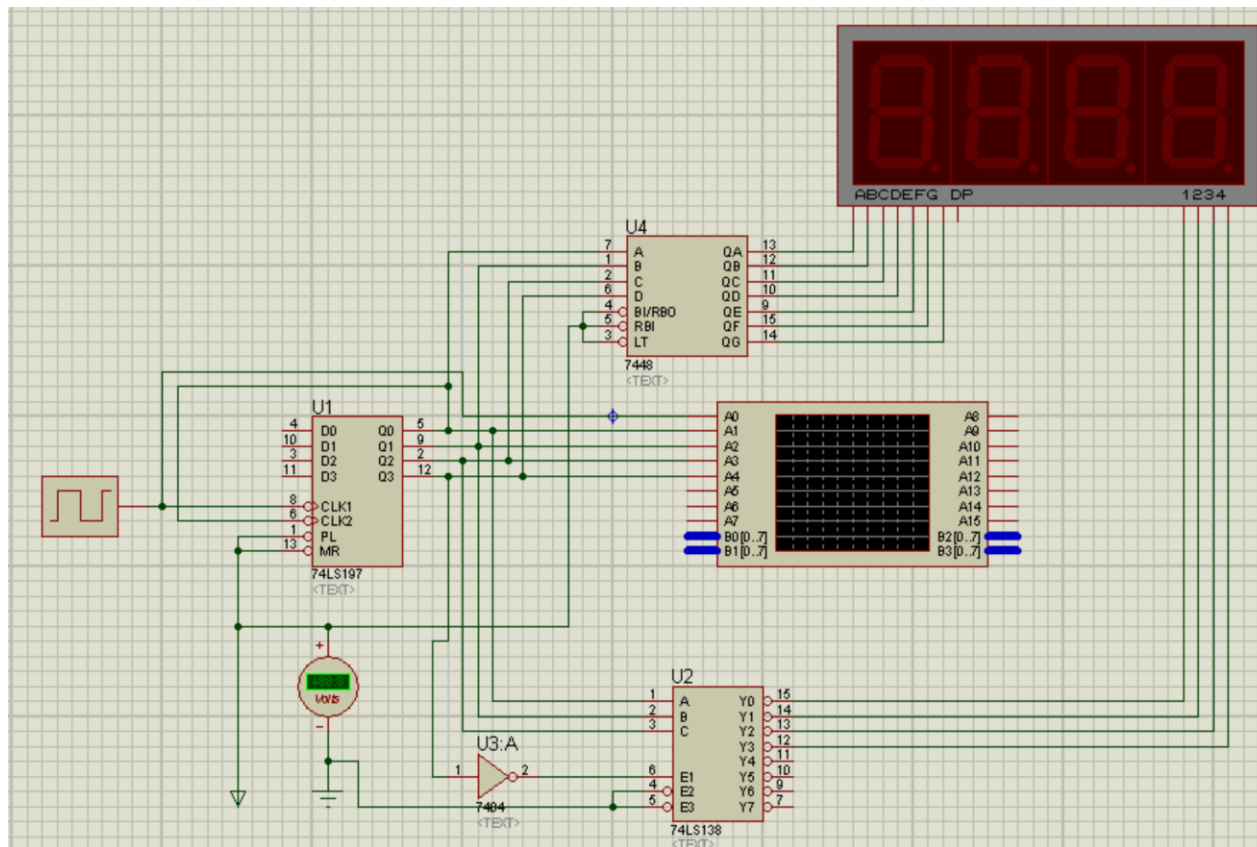 ABCDEFG DP
1234
U4
7 A QA 13
1 B QB 12
2 C QC 11
6 D QD 10
4 BI/RBO QE 9
5 RBI QF 15
3 LT QG 14
7448
<TEXT>
U1
4 D0 Q0 5
10 D1 Q1 9
3 D2 Q2 2
11 D3 Q3 12
8 CLK1
6 CLK2
1 PL
13 MR
74LS197
<TEXT>
A0 A8
A1 A9
A2 A10
A3 A11
A4 A12
A5 A13
A6 A14
A7 A15
B0[0..7] B2[0..7]
B1[0..7] B3[0..7]
+
Volts
−
U3:A
1 2
7404
<TEXT>
U2
1 A Y0 15
2 B Y1 14
3 C Y2 13
Y3 12
Y4 11
6 E1 Y5 10
4 E2 Y6 9
5 E3 Y7 7
74LS138
<TEXT>